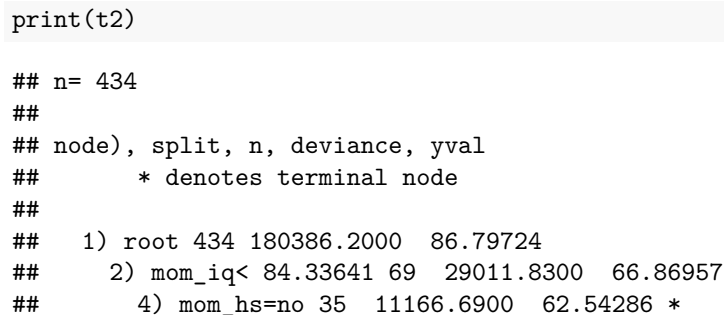 print(t2)
## n= 434
##
## node), split, n, deviance, yval
##       * denotes terminal node
##
##   1) root 434 180386.2000  86.79724
##     2) mom_iq< 84.33641 69  29011.8300  66.86957
##       4) mom_hs=no 35  11166.6900  62.54286 *